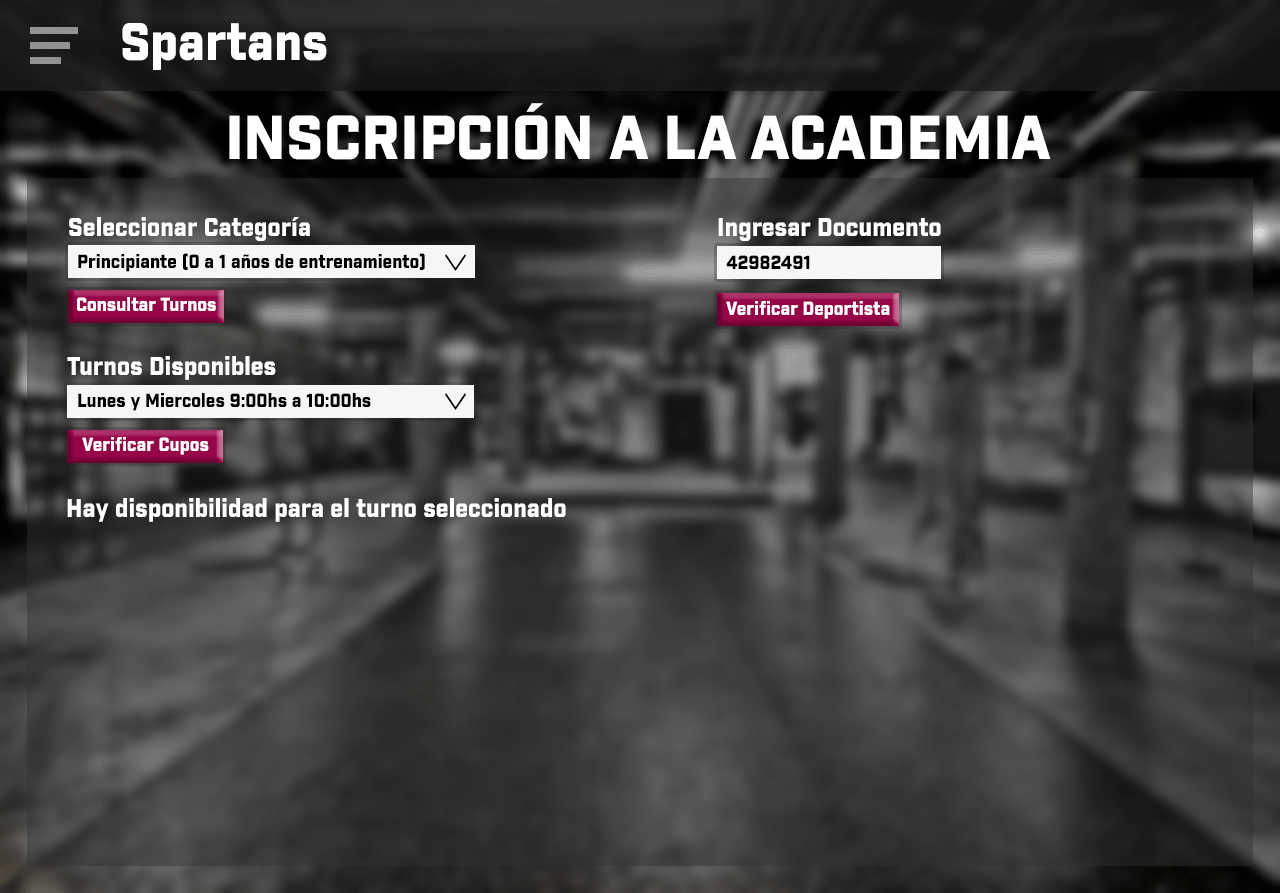 Spartans
INSCRIPCIÓN A LA ACADEMIA
Seleccionar Categoría
Principiante (0 a 1 años de entrenamiento)
Consultar Turnos
Turnos Disponibles
Lunes y Miercoles 9:00hs a 10:00hs
Verificar Cupos
Hay disponibilidad para el turno seleccionado
Ingresar Documento
42982491
Verificar Deportista